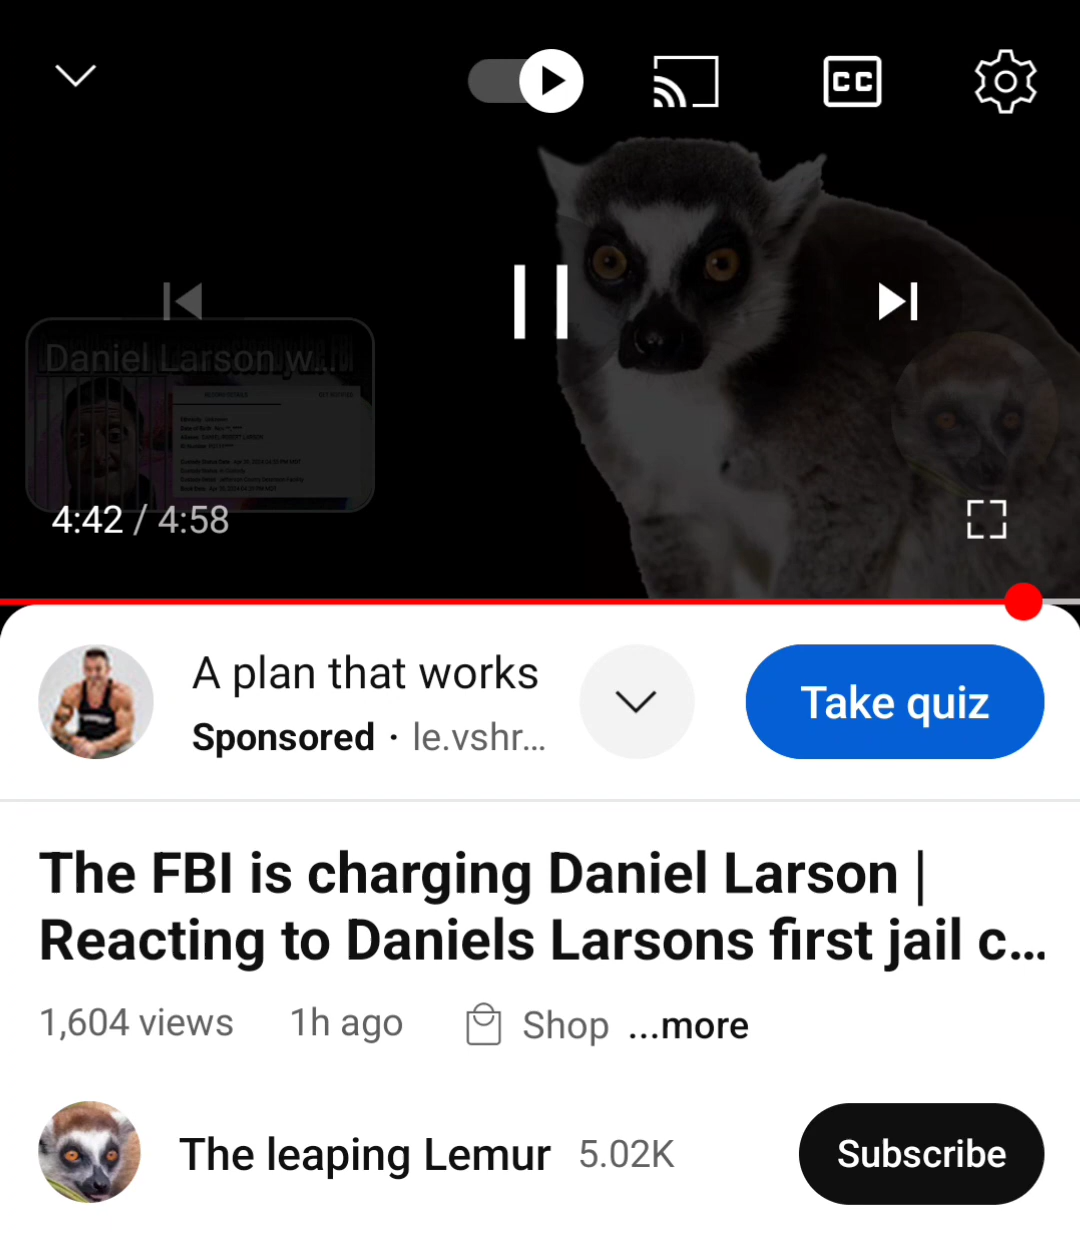 CC
Daniel Larson w...
RECORD DETAILS
4:42 / 4:58
A plan that works
Sponsored · le.vshr...
Take quiz
The FBI is charging Daniel Larson |
Reacting to Daniels Larsons first jail c...
1,604 views 1h ago Shop ...more
The leaping Lemur 5.02K
Subscribe